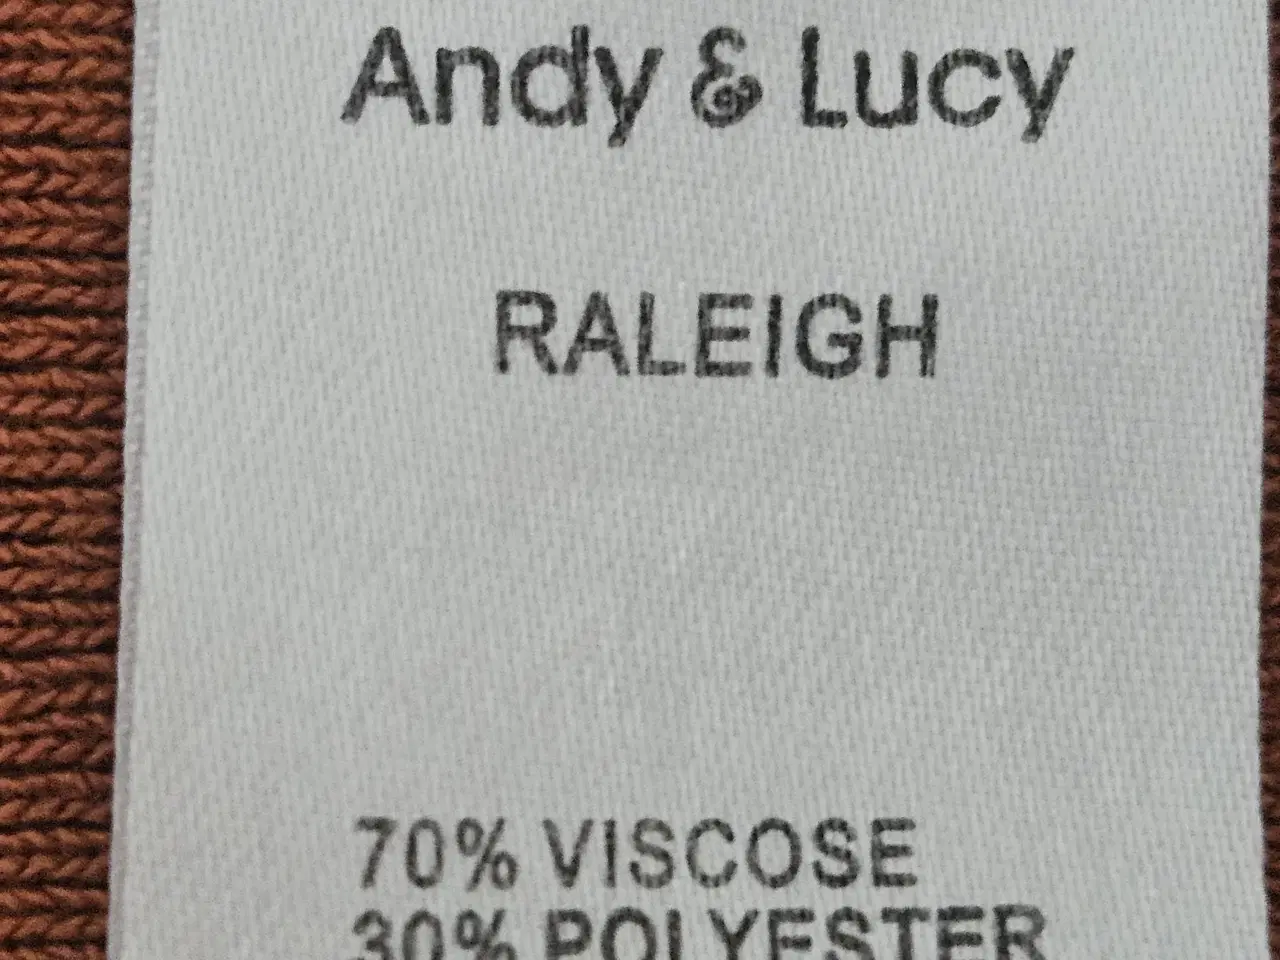 Andy & Lucy
RALEIGH
70% VISCOSE
30% POLYESTER